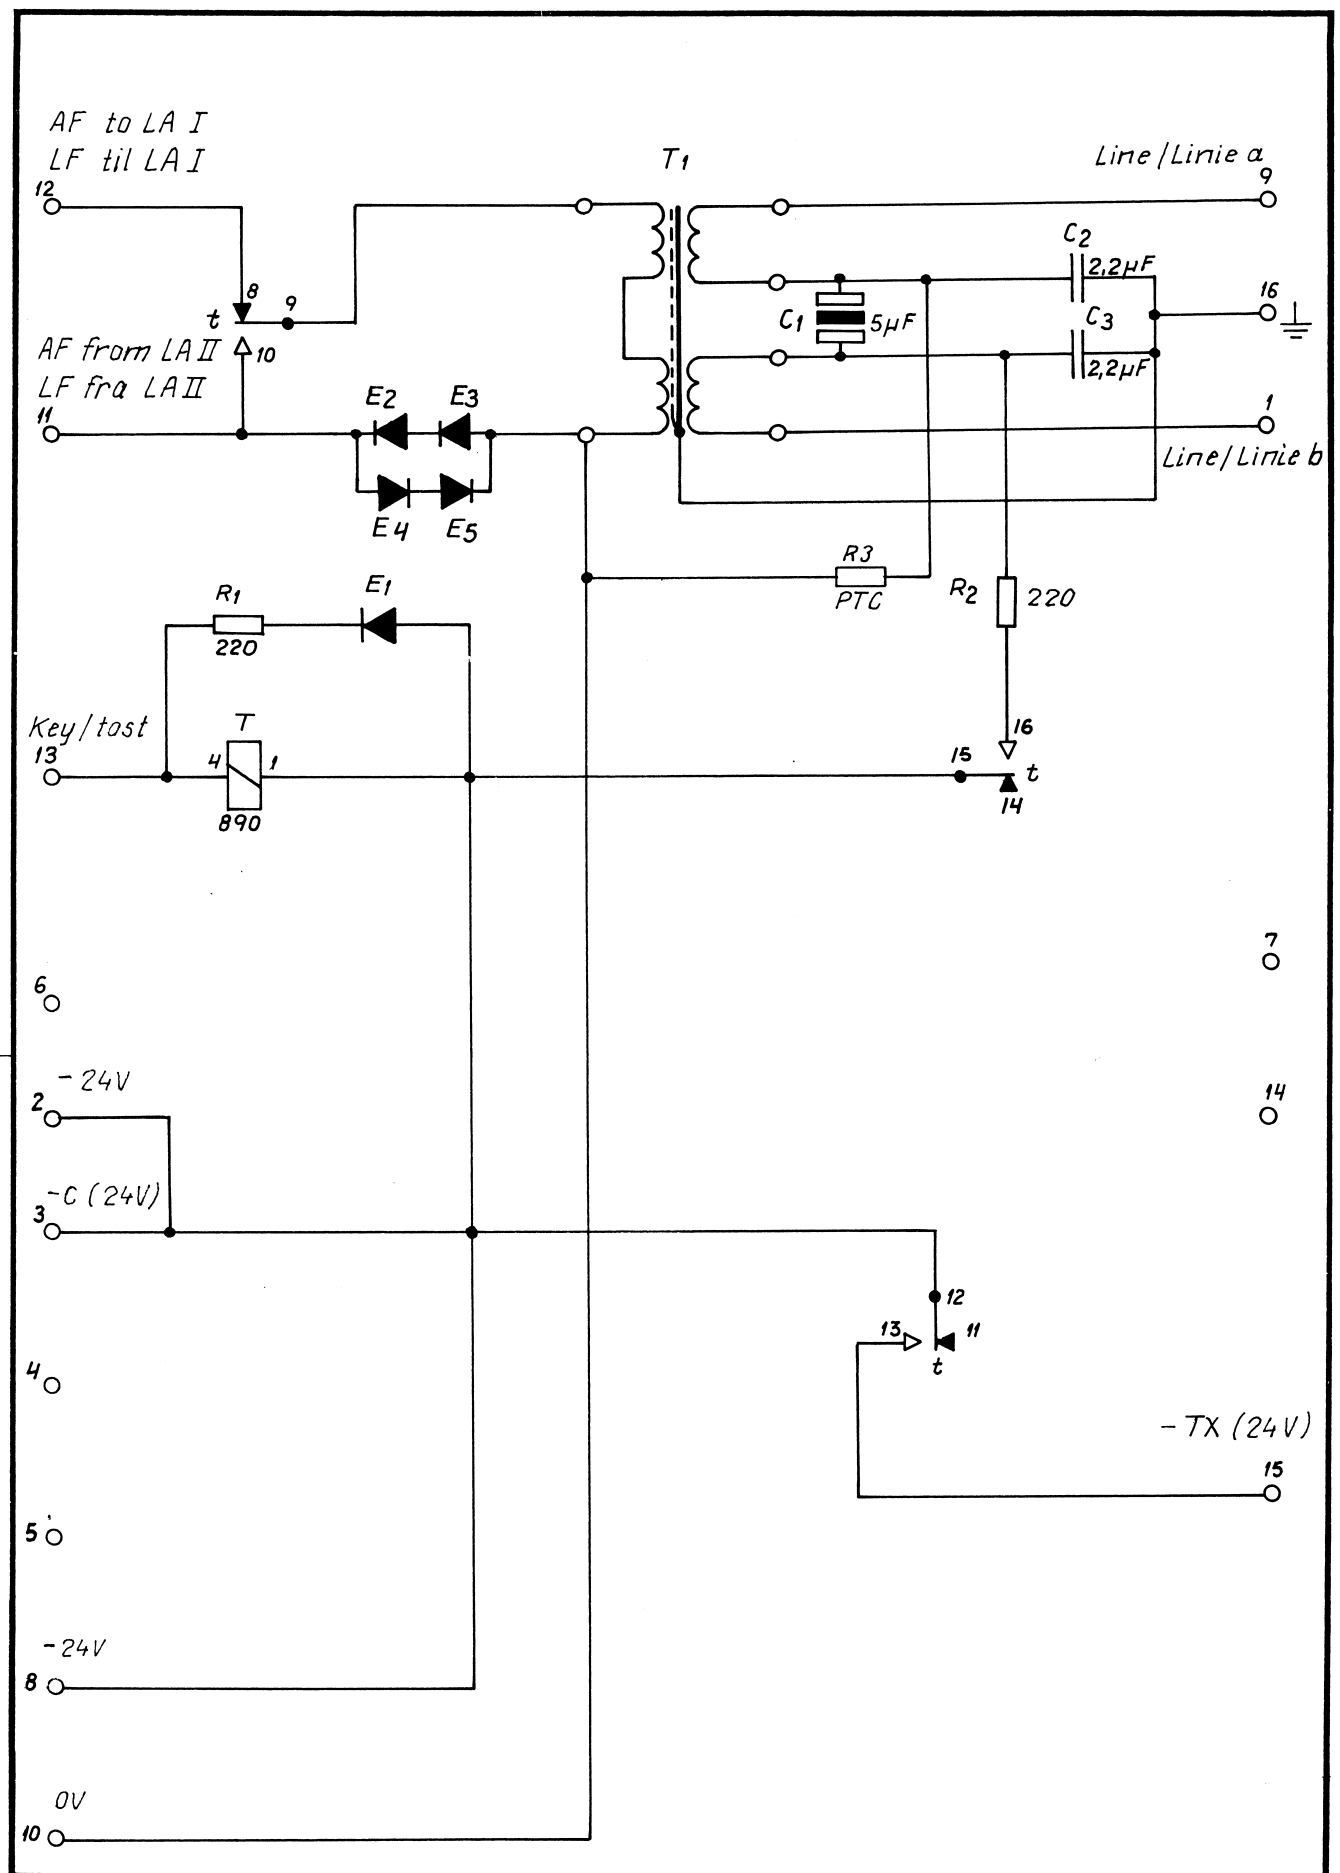 AF to LA I
LF til LA I
12
T1
Line/Linie a
9
C2
2,2µF
8
9
t
16
C1
5µF
C3
2,2µF
AF from LA II
LF fra LA II
10
11
E2
E3
1
Line/Linie b
E4
E5
R3
PTC
R1
220
E1
R2
220
Key/tast
13
T
4
1
890
15
16
t
14
7
6
-24V
2
14
-C (24V)
3
12
13
11
t
4
-TX (24V)
15
5
-24V
8
0V
10